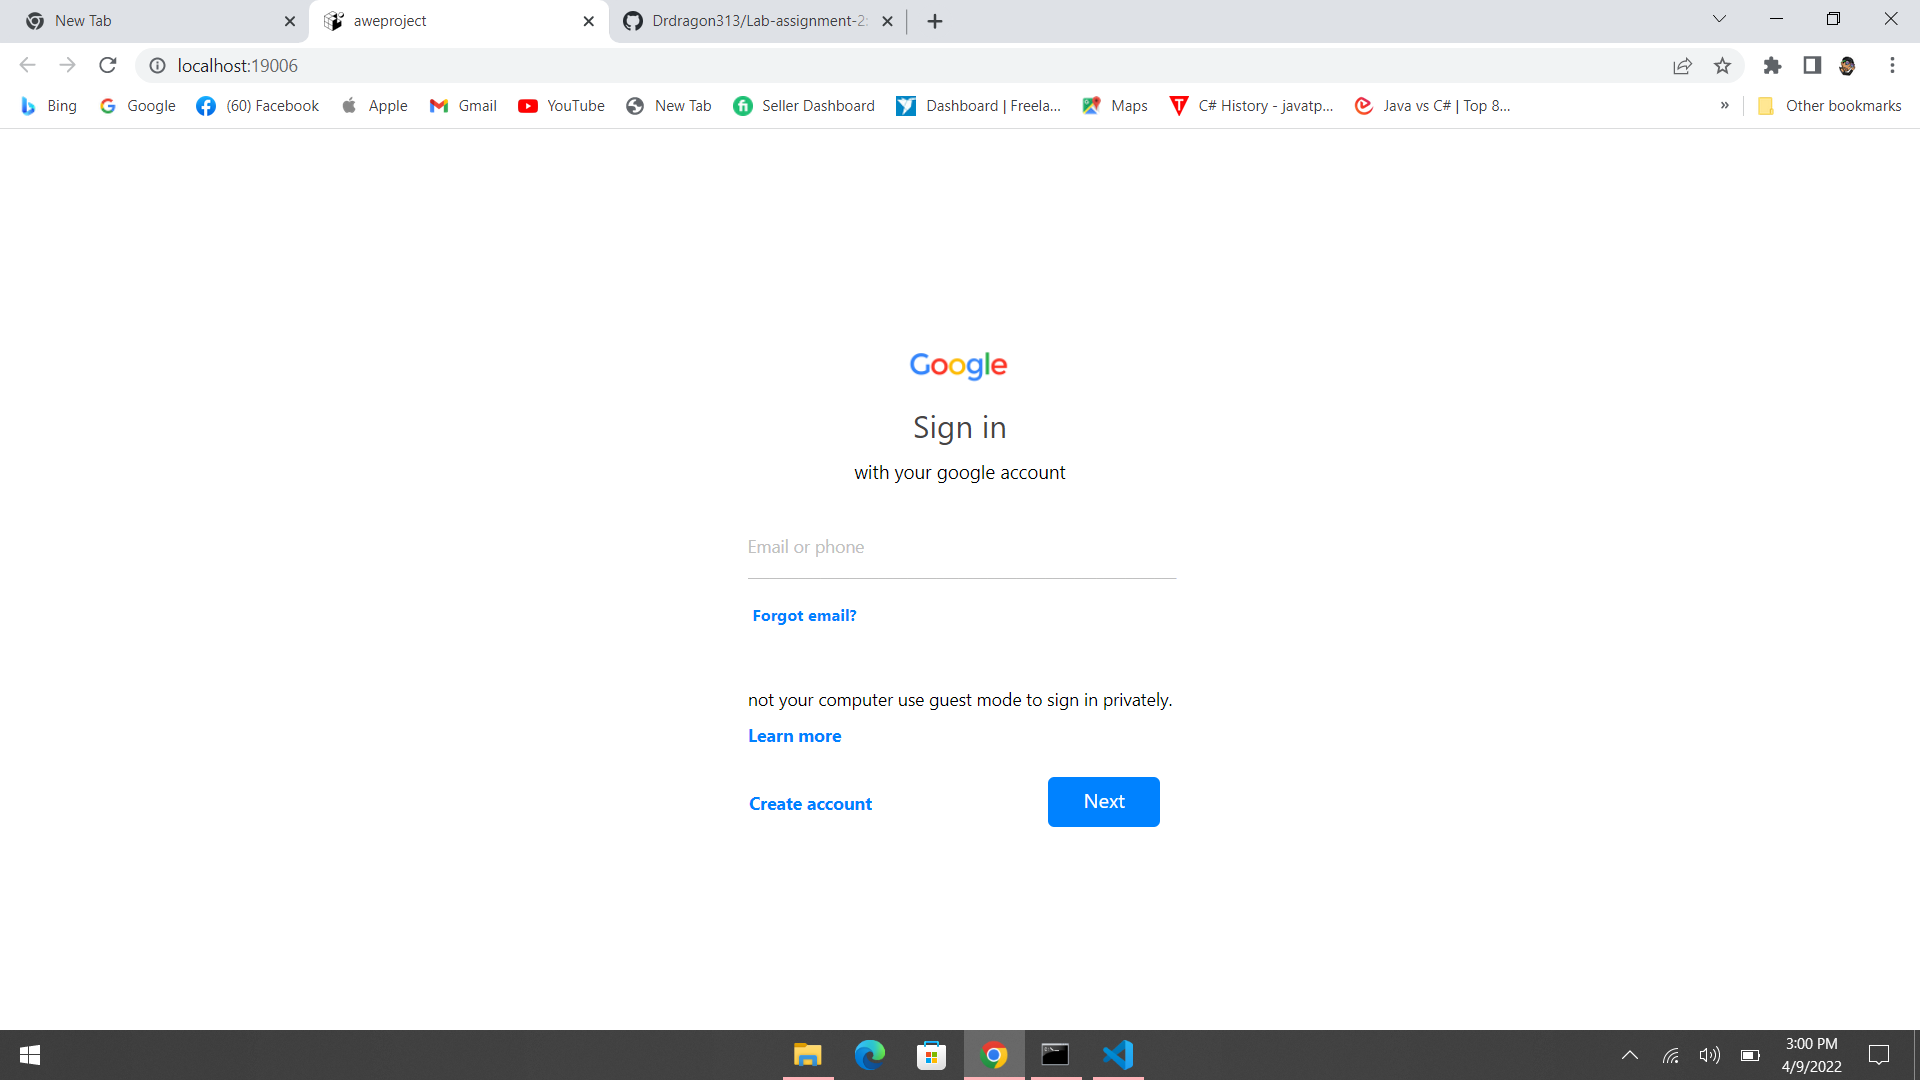 New Tab
aweproject
Drdragon313/Lab-assignment-2
localhost:19006
Bing
Google
(60) Facebook
Apple
Gmail
YouTube
New Tab
Seller Dashboard
Dashboard | Freela...
Maps
C# History - javatp...
Java vs C# | Top 8...
»
Other bookmarks
Google
Sign in
with your google account
Email or phone
Forgot email?
not your computer use guest mode to sign in privately.
Learn more
Create account
Next
3:00 PM
4/9/2022